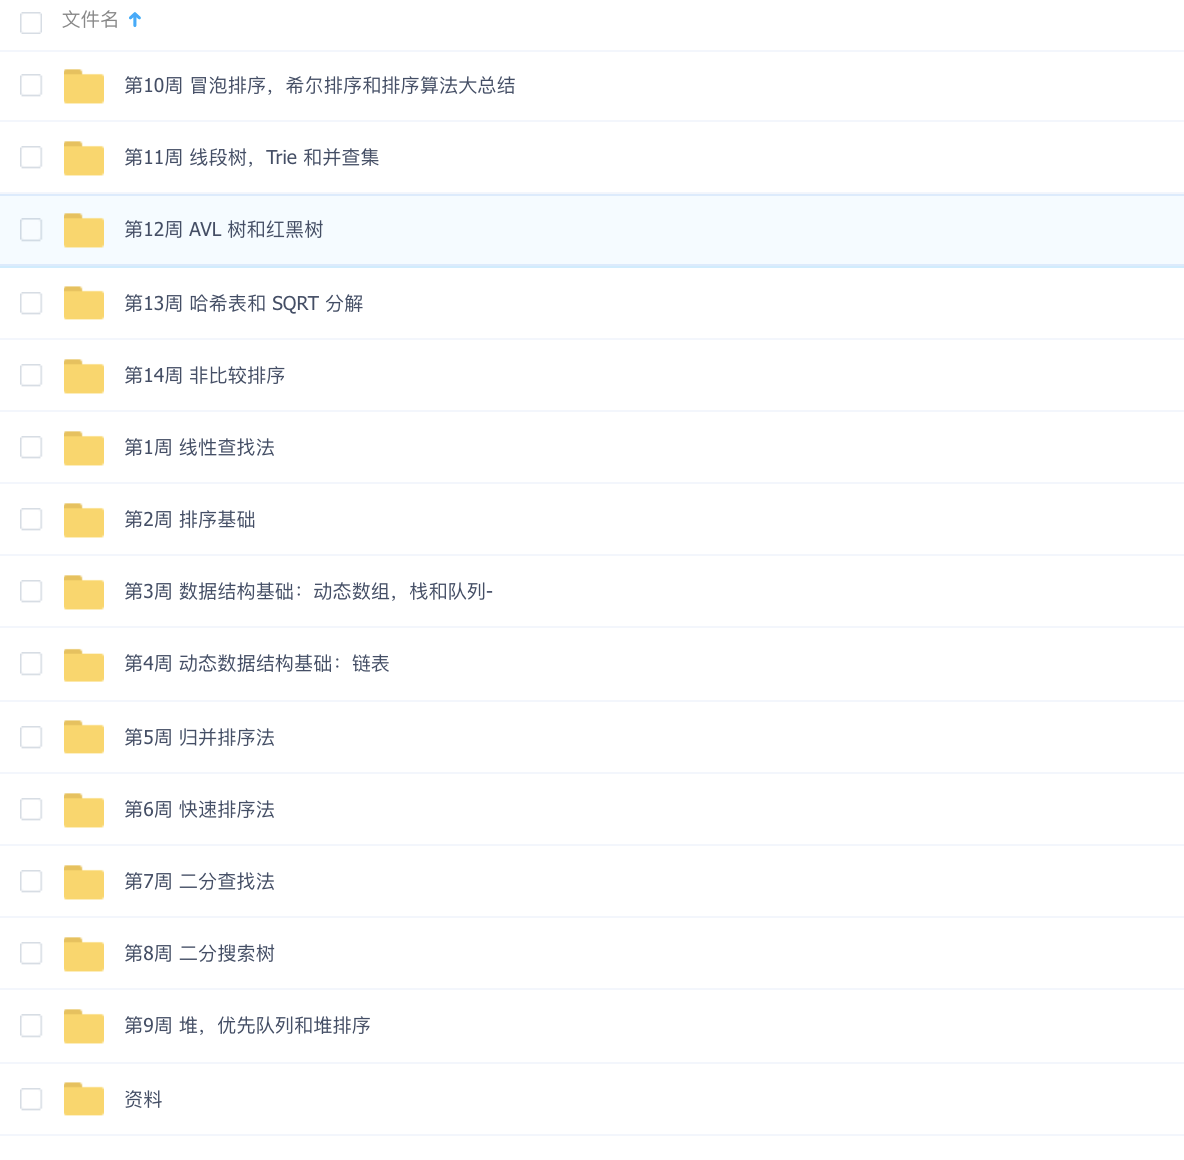 文件名
第10周 冒泡排序，希尔排序和排序算法大总结
第11周 线段树，Trie 和并查集
第12周 AVL 树和红黑树
第13周 哈希表和 SQRT 分解
第14周 非比较排序
第1周 线性查找法
第2周 排序基础
第3周 数据结构基础：动态数组，栈和队列-
第4周 动态数据结构基础：链表
第5周 归并排序法
第6周 快速排序法
第7周 二分查找法
第8周 二分搜索树
第9周 堆，优先队列和堆排序
资料